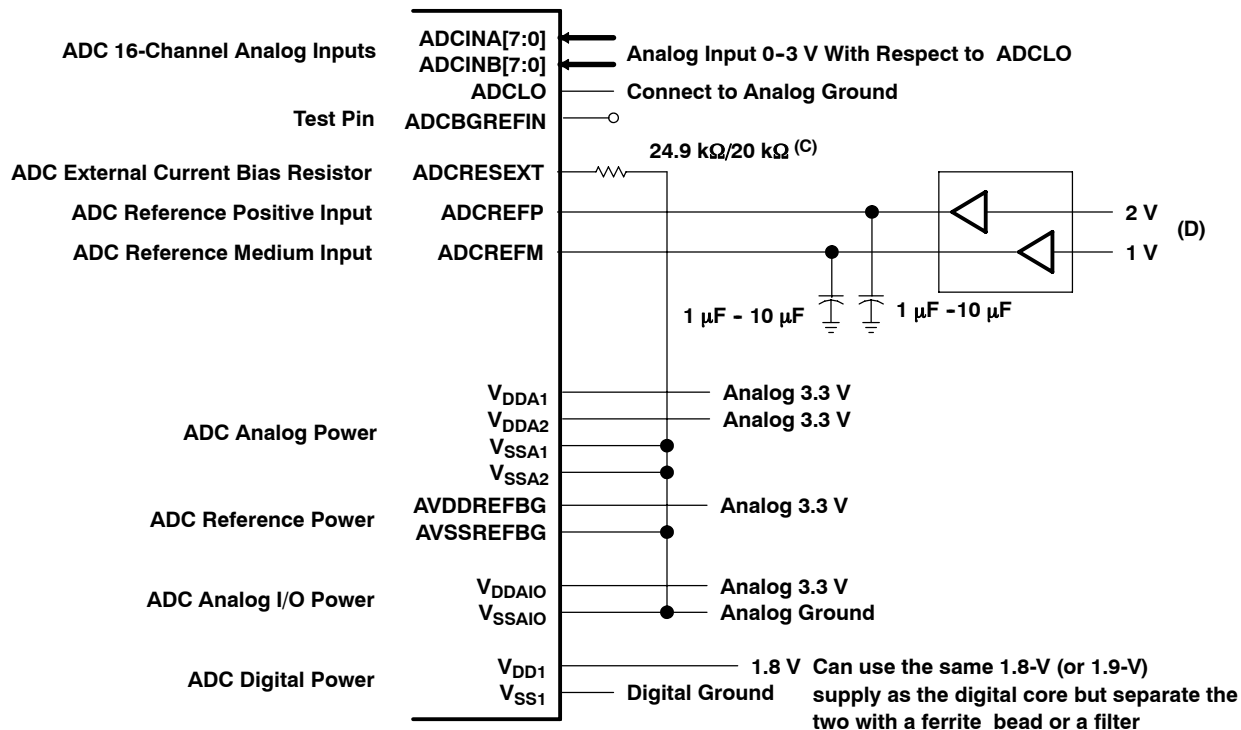 ADC 16-Channel Analog Inputs
ADCINA[7:0]
ADCINB[7:0]
Analog Input 0-3 V With Respect to ADCLO
ADCLO
Connect to Analog Ground
Test Pin
ADCBGREFIN
24.9 kΩ/20 kΩ (C)
ADC External Current Bias Resistor
ADCRESEXT
ADC Reference Positive Input
ADCREFP
2 V
(D)
ADC Reference Medium Input
ADCREFM
1 V
1 μF - 10 μF
1 μF -10 μF
VDDA1
Analog 3.3 V
VDDA2
Analog 3.3 V
ADC Analog Power
VSSA1
VSSA2
ADC Reference Power
AVDDREFBG
Analog 3.3 V
AVSSREFBG
ADC Analog I/O Power
VDDAIO
Analog 3.3 V
VSSAIO
Analog Ground
ADC Digital Power
VDD1
1.8 V
Can use the same 1.8-V (or 1.9-V)
supply as the digital core but separate the
two with a ferrite bead or a filter
VSS1
Digital Ground